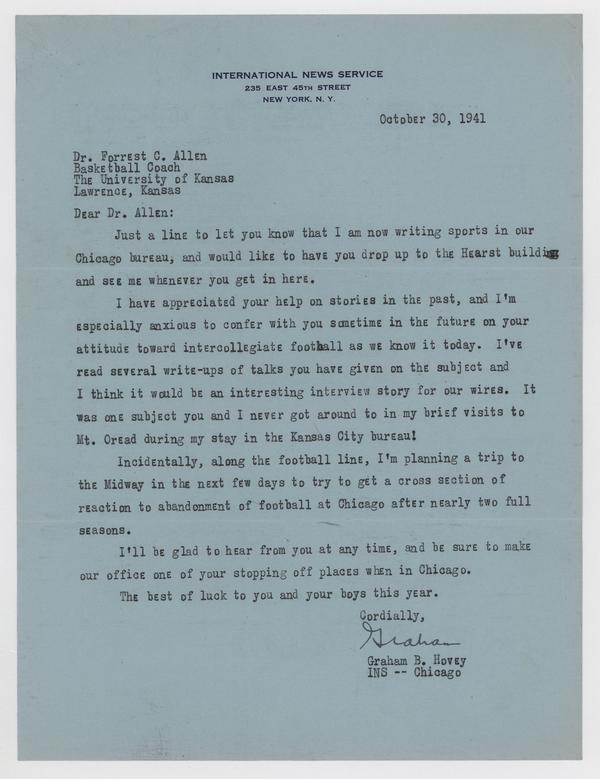 INTERNATIONAL NEWS SERVICE
235 EAST 45TH STREET
NEW YORK, N. Y.
October 30, 1941
Dr. Forrest C. Allen
Basketball Coach
The University of Kansas
Lawrence, Kansas
Dear Dr. Allen:
Just a line to let you know that I am now writing sports in our
Chicago bureau, and would like to have you drop up to the Hearst building
and see me whenever you get in here.
I have appreciated your help on stories in the past, and I'm
especially anxious to confer with you sometime in the future on your
attitude toward intercollegiate football as we know it today. I've
read several write-ups of talks you have given on the subject and
I think it would be an interesting interview story for our wires. It
was one subject you and I never got around to in my brief visits to
Mt. Oread during my stay in the Kansas City bureau!
Incidentally, along the football line, I'm planning a trip to
the Midway in the next few days to try to get a cross section of
reaction to abandonment of football at Chicago after nearly two full
seasons.
I'll be glad to hear from you at any time, and be sure to make
our office one of your stopping off places when in Chicago.
The best of luck to you and your boys this year.
Cordially,
Graham
Graham B. Hovey
INS -- Chicago